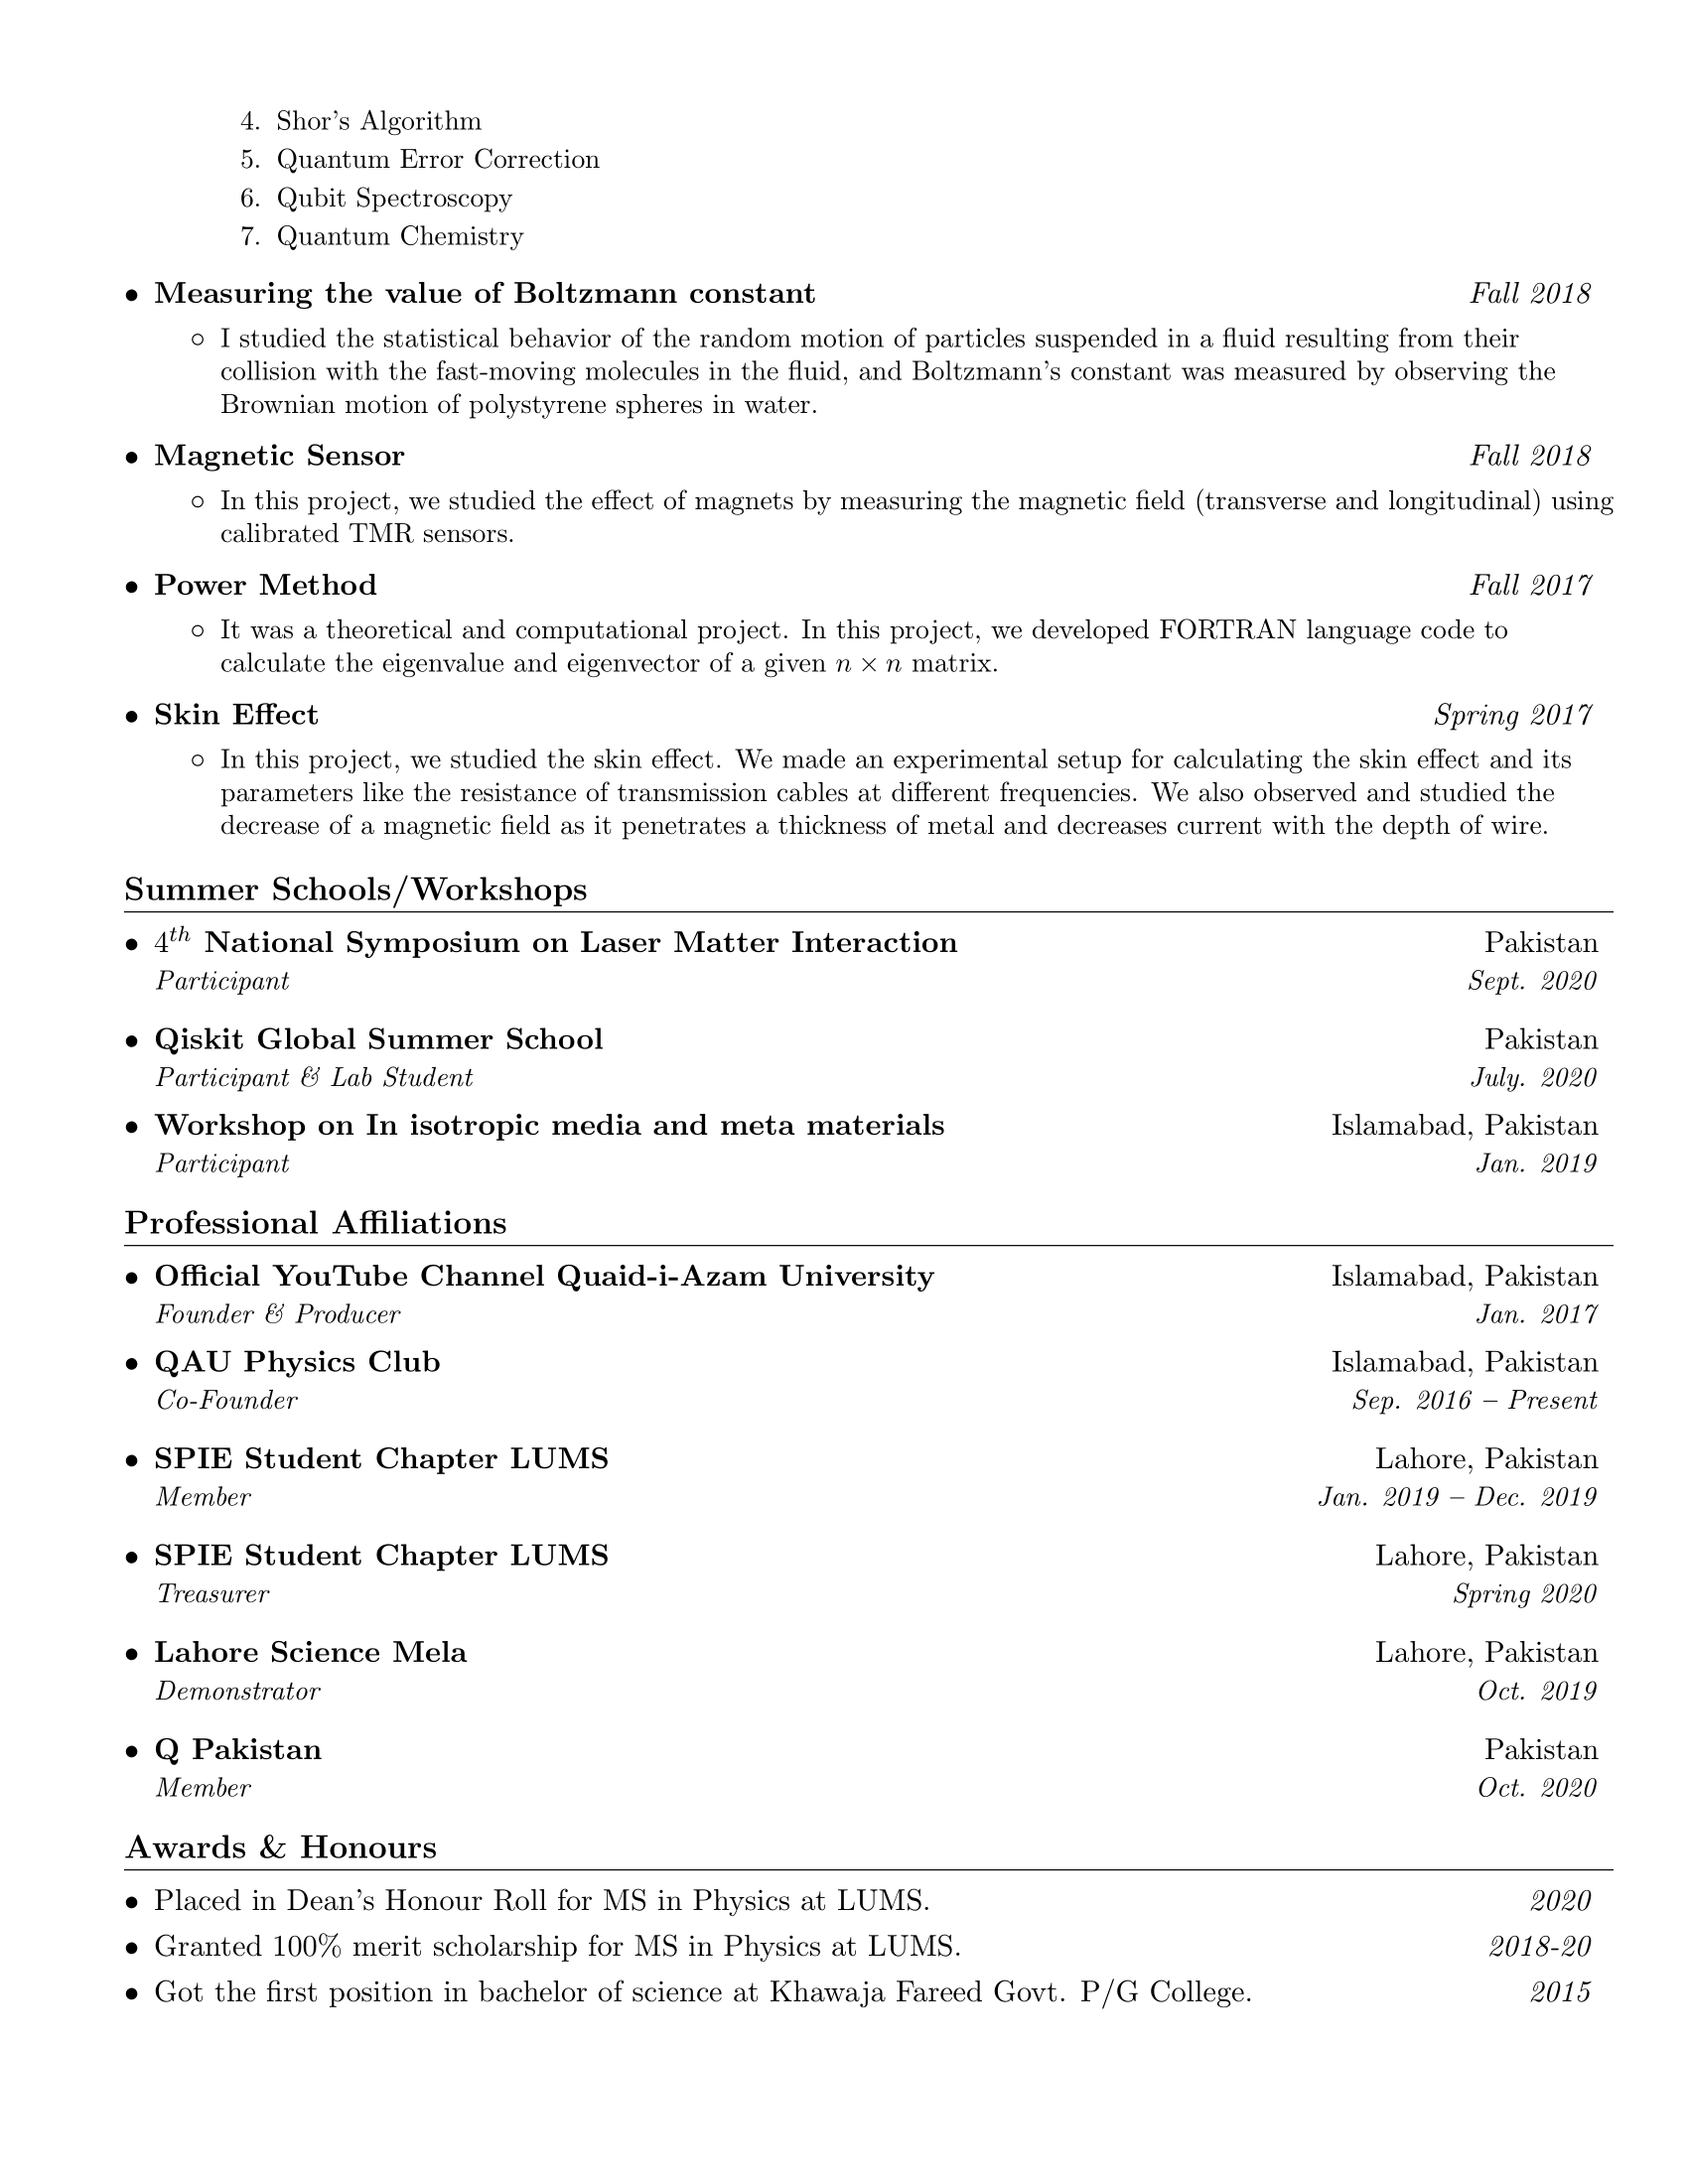 4. Shor's Algorithm
5. Quantum Error Correction
6. Qubit Spectroscopy
7. Quantum Chemistry
• Measuring the value of Boltzmann constant Fall 2018
◦ I studied the statistical behavior of the random motion of particles suspended in a fluid resulting from their
collision with the fast-moving molecules in the fluid, and Boltzmann's constant was measured by observing the
Brownian motion of polystyrene spheres in water.
• Magnetic Sensor Fall 2018
◦ In this project, we studied the effect of magnets by measuring the magnetic field (transverse and longitudinal) using
calibrated TMR sensors.
• Power Method Fall 2017
◦ It was a theoretical and computational project. In this project, we developed FORTRAN language code to
calculate the eigenvalue and eigenvector of a given n × n matrix.
• Skin Effect Spring 2017
◦ In this project, we studied the skin effect. We made an experimental setup for calculating the skin effect and its
parameters like the resistance of transmission cables at different frequencies. We also observed and studied the
decrease of a magnetic field as it penetrates a thickness of metal and decreases current with the depth of wire.
Summer Schools/Workshops
• 4th National Symposium on Laser Matter Interaction Pakistan
Participant Sept. 2020
• Qiskit Global Summer School Pakistan
Participant & Lab Student July. 2020
• Workshop on In isotropic media and meta materials Islamabad, Pakistan
Participant Jan. 2019
Professional Affiliations
• Official YouTube Channel Quaid-i-Azam University Islamabad, Pakistan
Founder & Producer Jan. 2017
• QAU Physics Club Islamabad, Pakistan
Co-Founder Sep. 2016 – Present
• SPIE Student Chapter LUMS Lahore, Pakistan
Member Jan. 2019 – Dec. 2019
• SPIE Student Chapter LUMS Lahore, Pakistan
Treasurer Spring 2020
• Lahore Science Mela Lahore, Pakistan
Demonstrator Oct. 2019
• Q Pakistan Pakistan
Member Oct. 2020
Awards & Honours
• Placed in Dean's Honour Roll for MS in Physics at LUMS. 2020
• Granted 100% merit scholarship for MS in Physics at LUMS. 2018-20
• Got the first position in bachelor of science at Khawaja Fareed Govt. P/G College. 2015